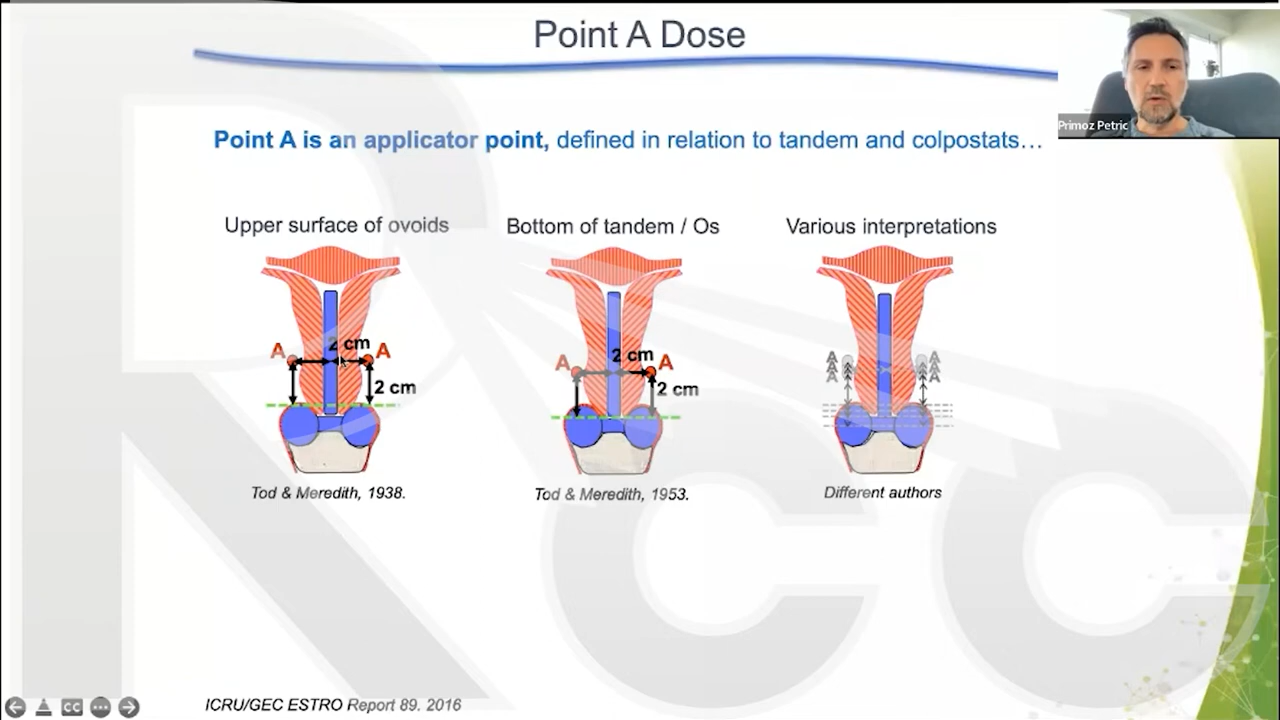 Point A Dose
Primoz Petric
Point A is an applicator point, defined in relation to tandem and colpostats…
Upper surface of ovoids
Bottom of tandem / Os
Various interpretations
2 cm
A
A
2 cm
2 cm
A
A
2 cm
A
A
A
A
A
A
Tod & Meredith, 1938.
Tod & Meredith, 1953.
Different authors
ICRU/GEC ESTRO Report 89. 2016
CC
RCC